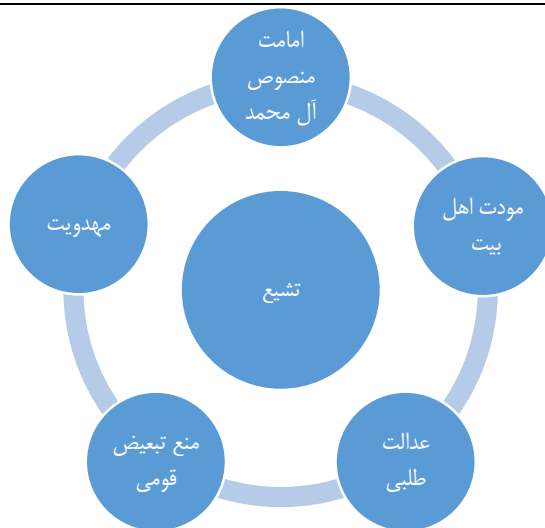 امامت
منصوص
آل محمد
مودت اهل
بیت
عدالت
طلبی
منع تبعیض
قومی
مهدویت
تشیع